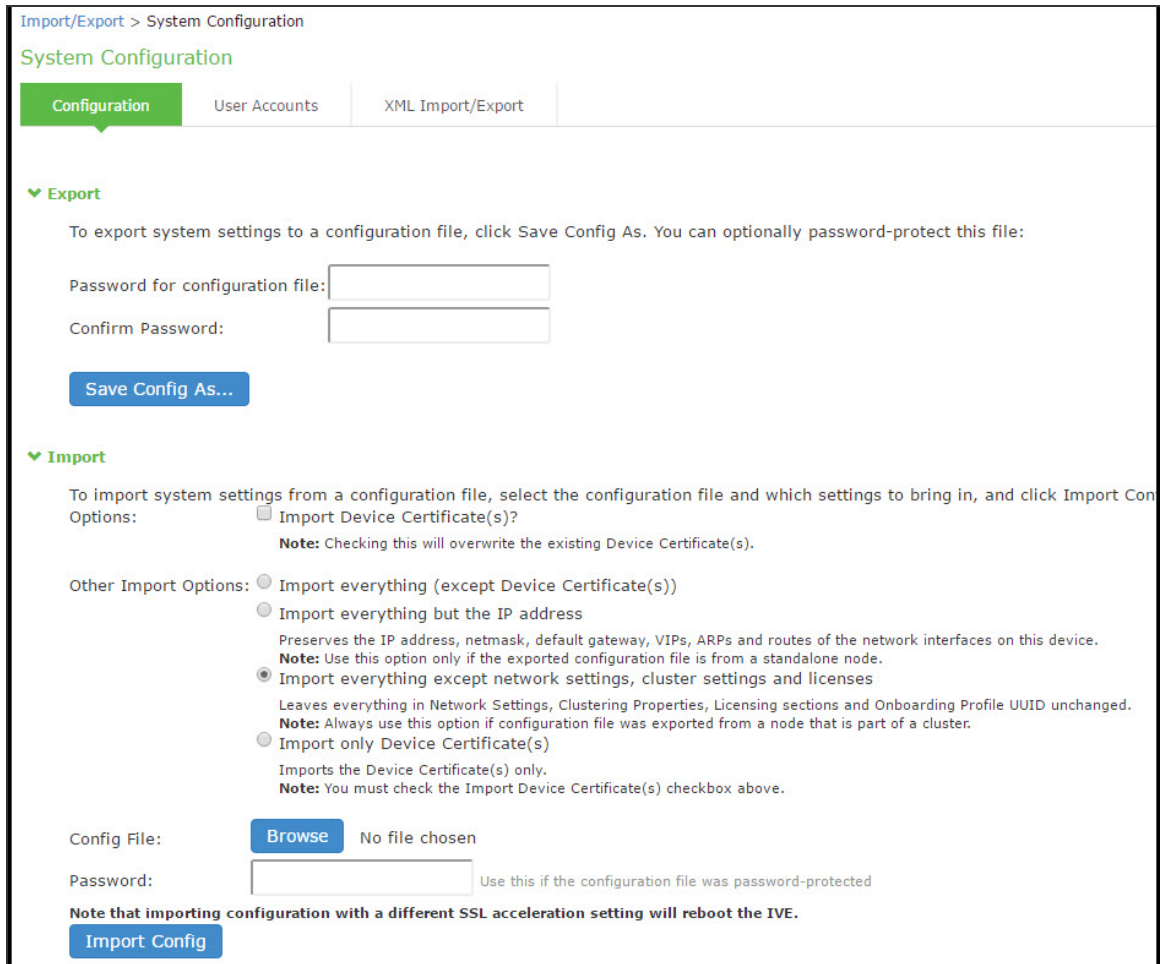 Import/Export > System Configuration
System Configuration
Configuration
User Accounts
XML Import/Export
Export
To export system settings to a configuration file, click Save Config As. You can optionally password-protect this file:
Password for configuration file:
Confirm Password:
Save Config As...
Import
To import system settings from a configuration file, select the configuration file and which settings to bring in, and click Import
Options: Import Device Certificate(s)?
Note: Checking this will overwrite the existing Device Certificate(s).
Other Import Options: Import everything (except Device Certificate(s))
Import everything but the IP address
Preserves the IP address, netmask, default gateway, VIPs, ARPs and routes of the network interfaces on this device.
Note: Use this option only if the exported configuration file is from a standalone node.
Import everything except network settings, cluster settings and licenses
Leaves everything in Network Settings, Clustering Properties, Licensing sections and Onboarding Profile UUID unchanged.
Note: Always use this option if configuration file was exported from a node that is part of a cluster.
Import only Device Certificate(s)
Imports the Device Certificate(s) only.
Note: You must check the Import Device Certificate(s) checkbox above.
Config File: Browse No file chosen
Password: Use this if the configuration file was password-protected
Note that importing configuration with a different SSL acceleration setting will reboot the IVE.
Import Config